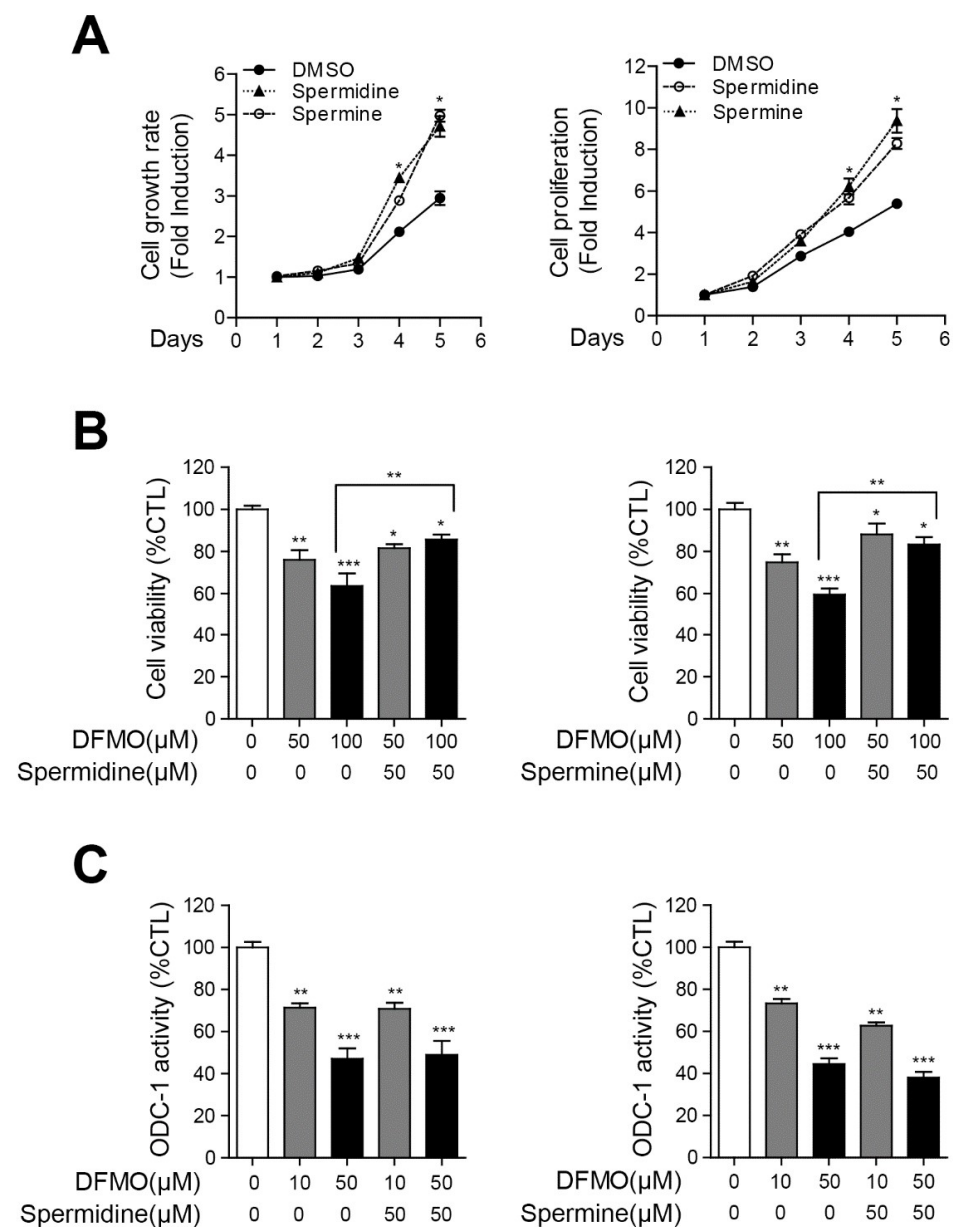 A
DMSO
Spermidine
Spermine
Cell growth rate
(Fold Induction)
6
5
4
3
2
1
0
* *
Days 0 1 2 3 4 5 6
DMSO
Spermidine
Spermine
Cell proliferation
(Fold Induction)
12
10
8
6
4
2
0
* *
Days 0 1 2 3 4 5 6
B
Cell viability (%CTL)
120
100
80
60
40
20
0
**
** *** * *
DFMO(μM) 0 50 100 50 100
Spermidine(μM) 0 0 0 50 50
Cell viability (%CTL)
120
100
80
60
40
20
0
**
** *** * *
DFMO(μM) 0 50 100 50 100
Spermine(μM) 0 0 0 50 50
C
ODC-1 activity (%CTL)
120
100
80
60
40
20
0
** *** ** ***
DFMO(μM) 0 10 50 10 50
Spermidine(μM) 0 0 0 50 50
ODC-1 activity (%CTL)
120
100
80
60
40
20
0
** *** ** ***
DFMO(μM) 0 10 50 10 50
Spermine(μM) 0 0 0 50 50